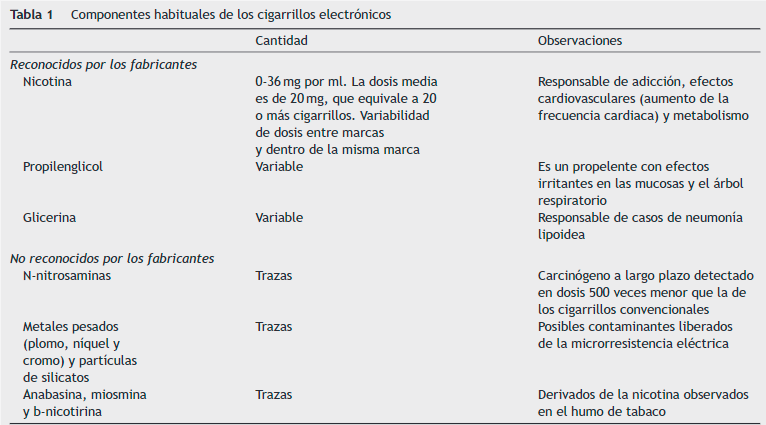 Tabla 1 Componentes habituales de los cigarrillos electrónicos
Cantidad Observaciones
Reconocidos por los fabricantes
Nicotina 0-36 mg por ml. La dosis media Responsable de adicción, efectos
es de 20 mg, que equivale a 20 cardiovasculares (aumento de la
o más cigarrillos. Variabilidad frecuencia cardiaca) y metabolismo
de dosis entre marcas
y dentro de la misma marca
Propilenglicol Variable Es un propelente con efectos
irritantes en las mucosas y el árbol
respiratorio
Glicerina Variable Responsable de casos de neumonía
lipoidea
No reconocidos por los fabricantes
N-nitrosaminas Trazas Carcinógeno a largo plazo detectado
en dosis 500 veces menor que la de
los cigarrillos convencionales
Metales pesados Trazas Posibles contaminantes liberados
(plomo, níquel y de la microrresistencia eléctrica
cromo) y partículas
de silicatos
Anabasina, miosmina Trazas Derivados de la nicotina observados
y b-nicotirina en el humo de tabaco